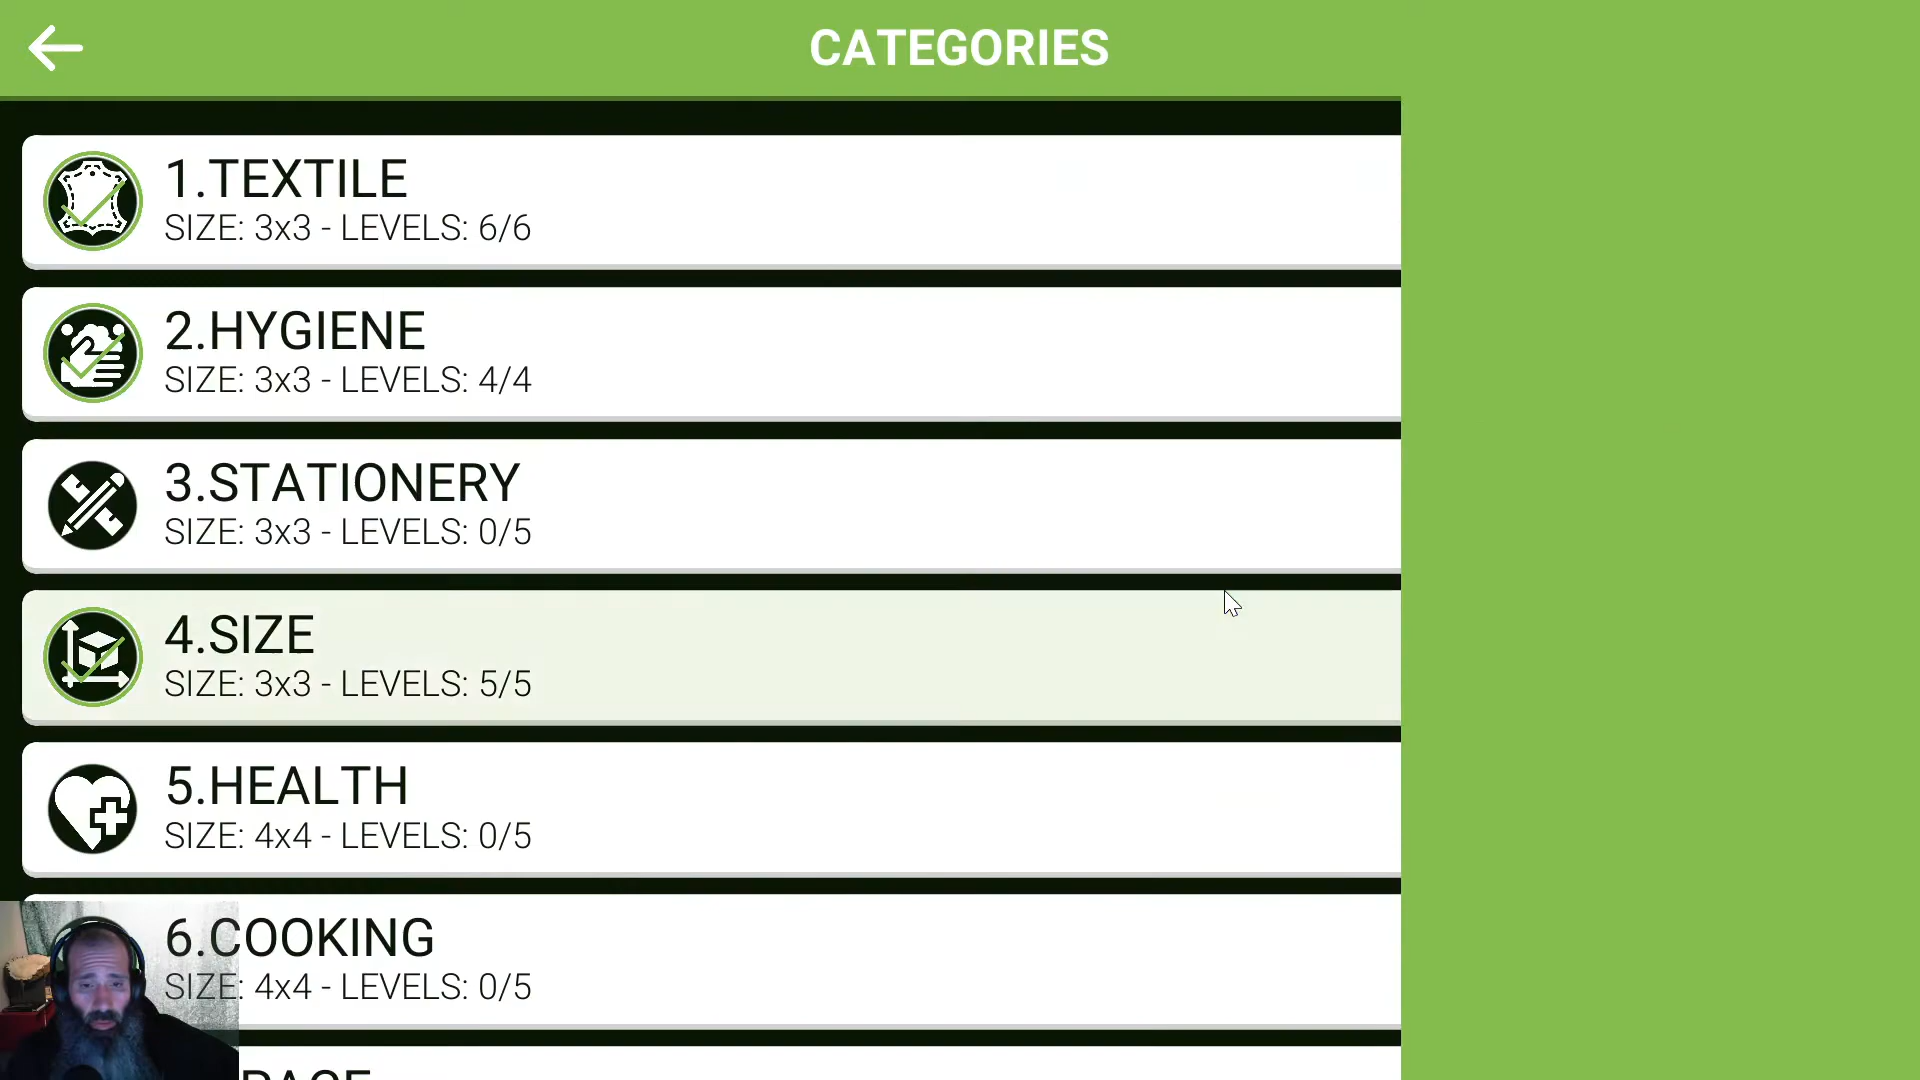 CATEGORIES
1.TEXTILE
SIZE: 3x3 - LEVELS: 6/6
2.HYGIENE
SIZE: 3x3 - LEVELS: 4/4
3.STATIONERY
SIZE: 3x3 - LEVELS: 0/5
4.SIZE
SIZE: 3x3 - LEVELS: 5/5
5.HEALTH
SIZE: 4x4 - LEVELS: 0/5
6.COOKING
SIZE: 4x4 - LEVELS: 0/5